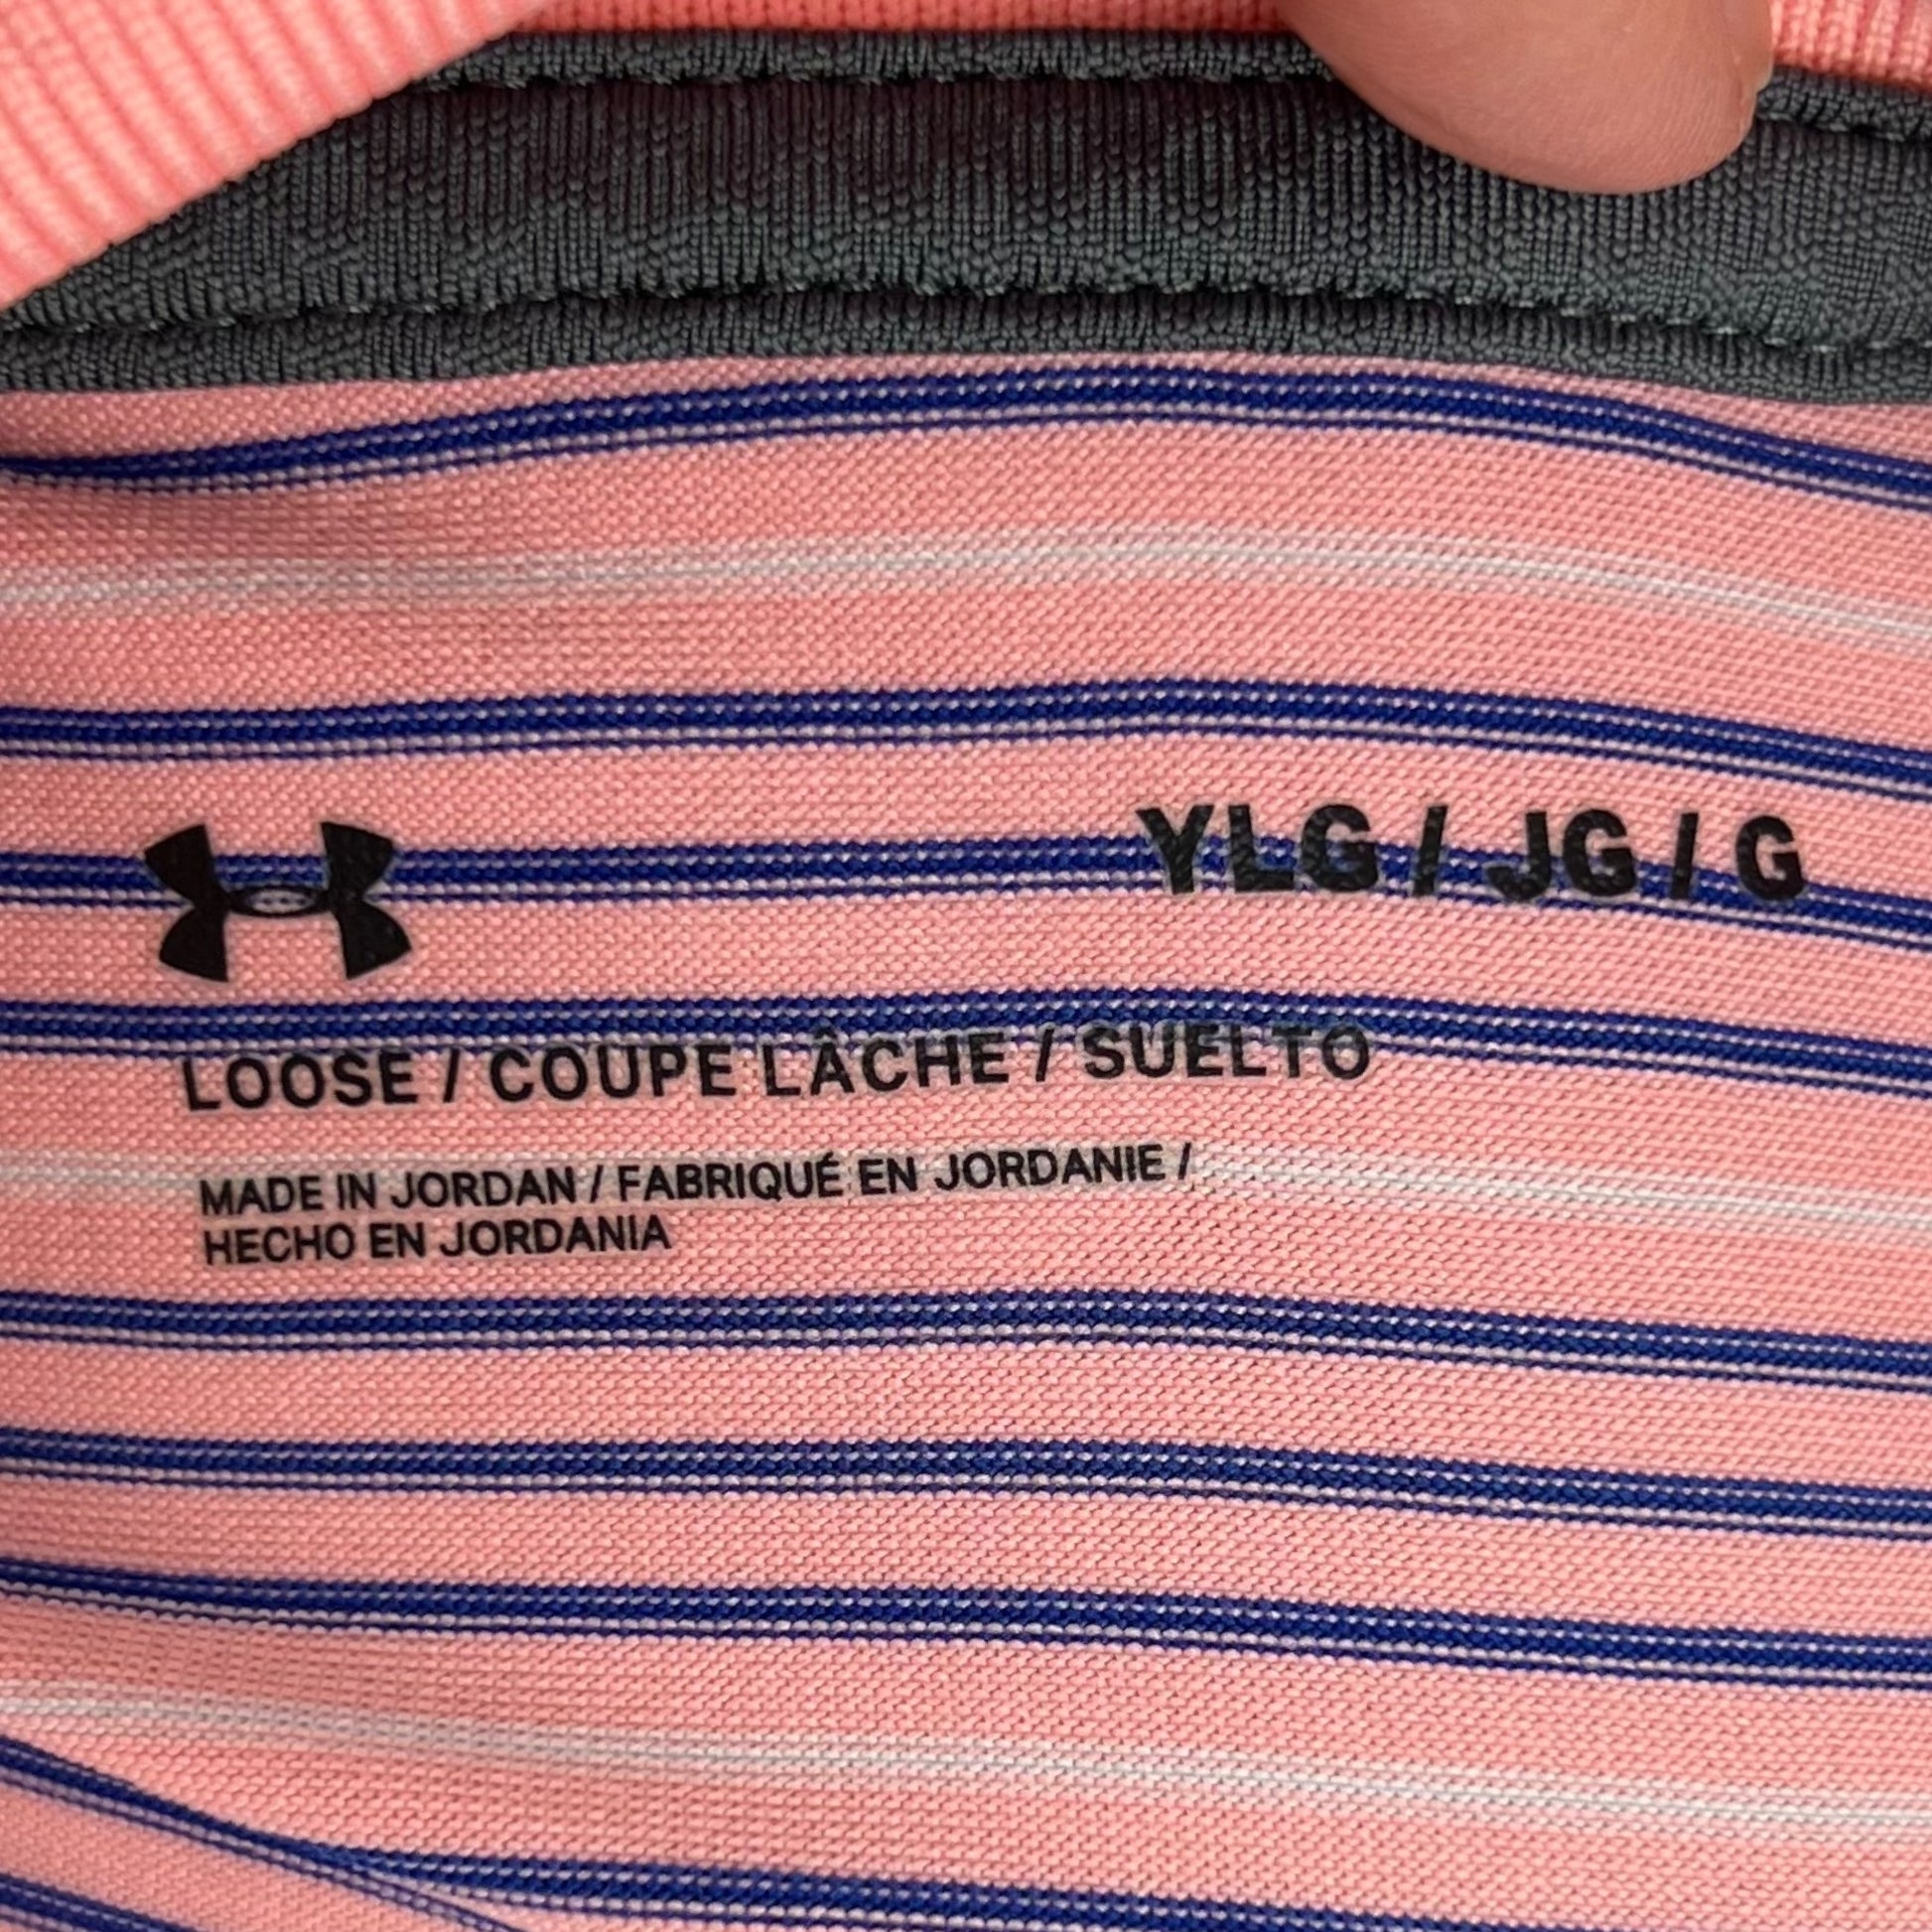 YLG / JG / G
LOOSE / COUPE LÂCHE / SUELTO
MADE IN JORDAN / FABRIQUÉ EN JORDANIE /
HECHO EN JORDANIA